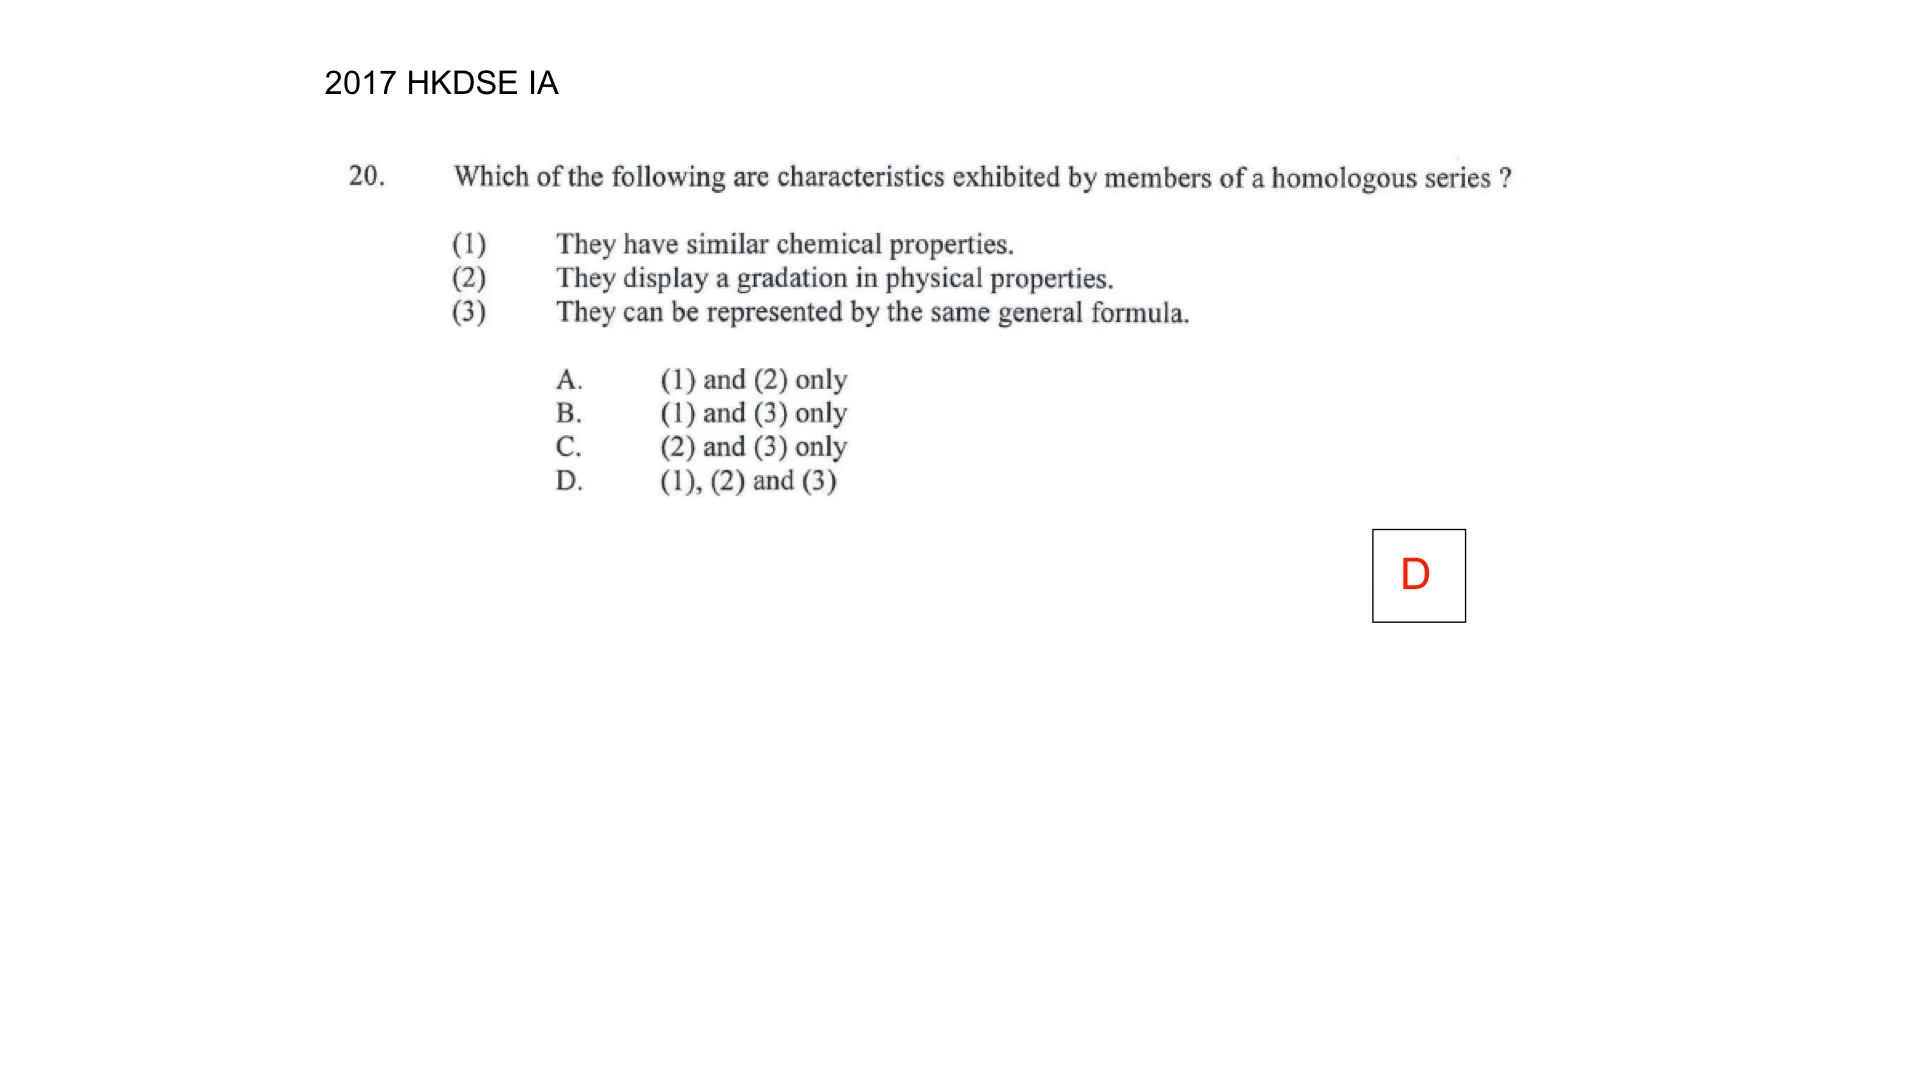 2017 HKDSE IA
20. Which of the following are characteristics exhibited by members of a homologous series ?
(1) They have similar chemical properties.
(2) They display a gradation in physical properties.
(3) They can be represented by the same general formula.
A. (1) and (2) only
B. (1) and (3) only
C. (2) and (3) only
D. (1), (2) and (3)
D